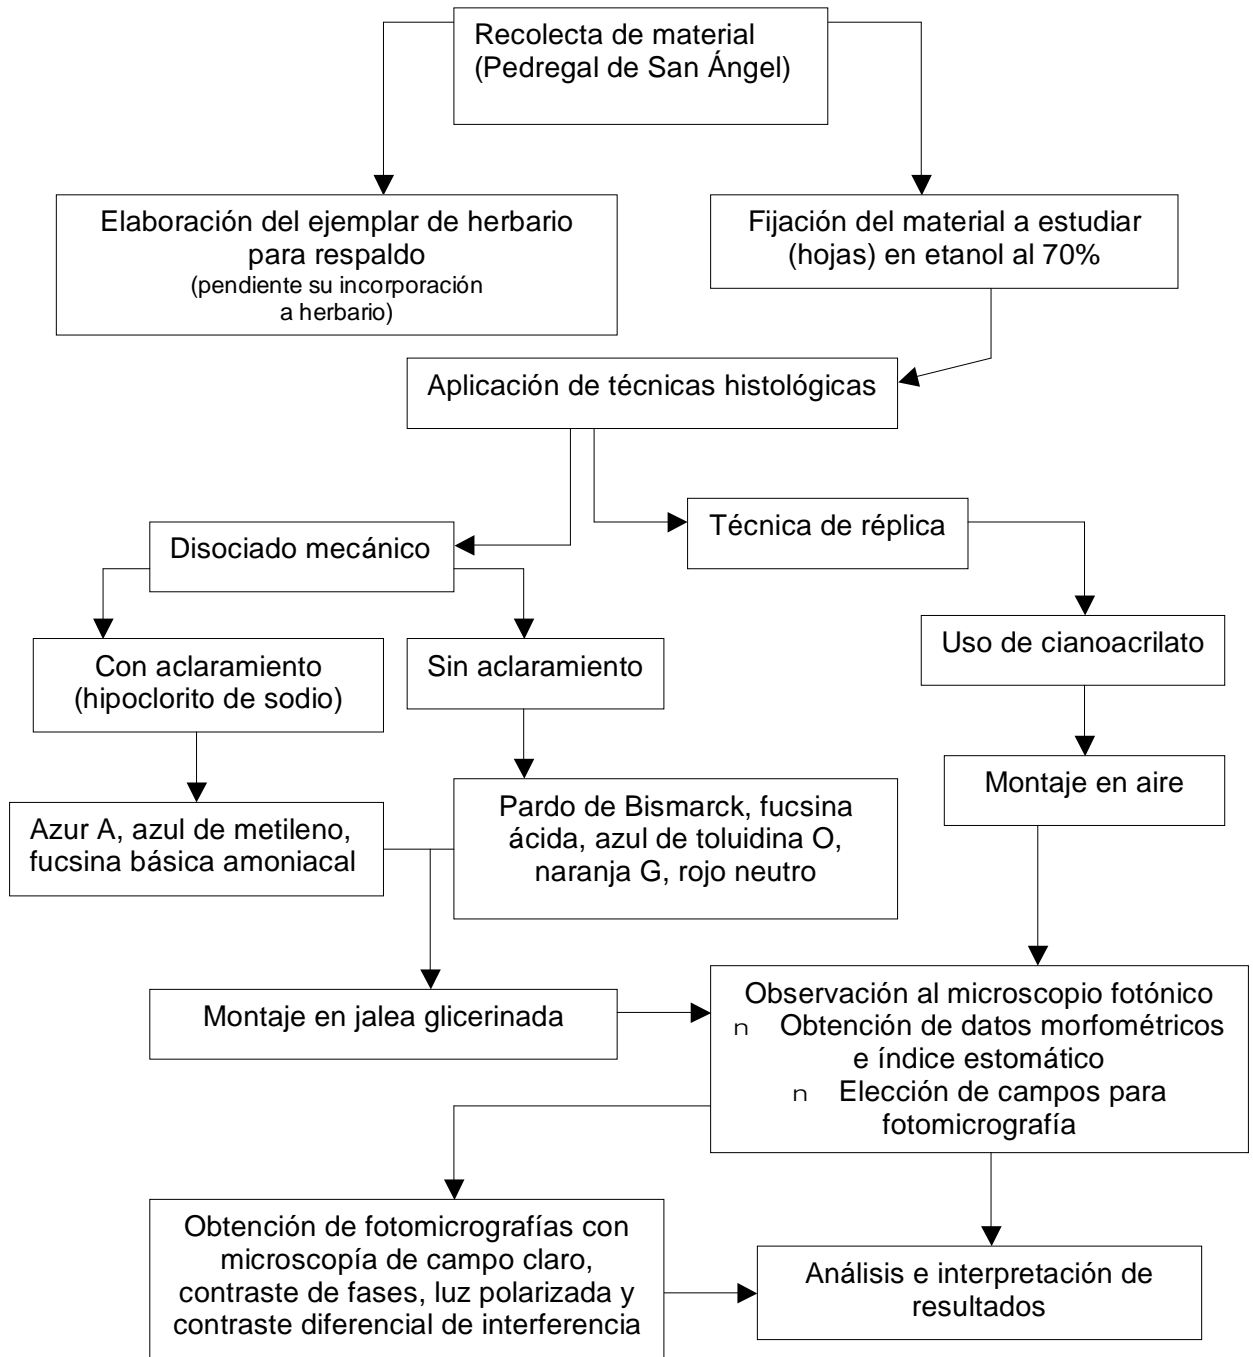 Recolecta de material
(Pedregal de San Ángel)
Elaboración del ejemplar de herbario
para respaldo
(pendiente su incorporación
a herbario)
Fijación del material a estudiar
(hojas) en etanol al 70%
Aplicación de técnicas histológicas
Técnica de réplica
Disociado mecánico
Con aclaramiento
(hipoclorito de sodio)
Sin aclaramiento
Uso de cianoacrilato
Montaje en aire
Azur A, azul de metileno,
fucsina básica amoniacal
Pardo de Bismarck, fucsina
ácida, azul de toluidina O,
naranja G, rojo neutro
Montaje en jalea glicerinada
Observación al microscopio fotónico
n Obtención de datos morfométricos
e índice estomático
n Elección de campos para
fotomicrografía
Obtención de fotomicrografías con
microscopía de campo claro,
contraste de fases, luz polarizada y
contraste diferencial de interferencia
Análisis e interpretación de
resultados